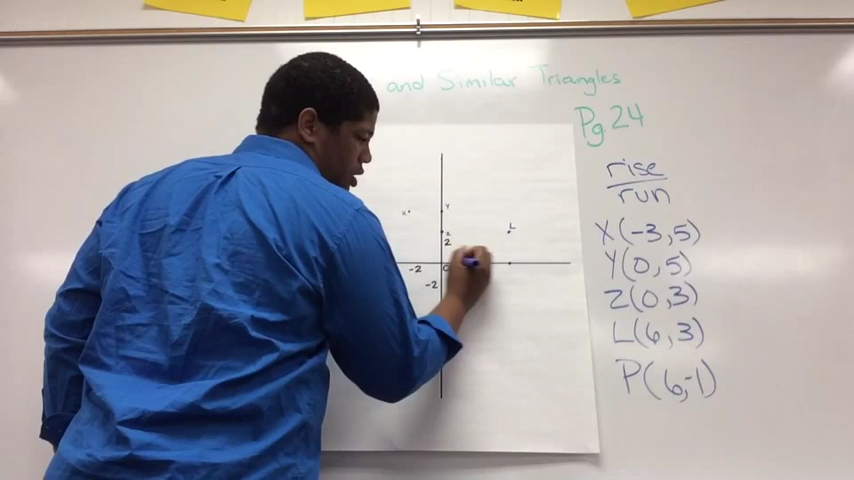 and Similar Triangles
Pg. 24
rise
run
X(-3,5)
Y(0,5)
Z(0,3)
L(6,3)
P(6,-1)
Y
X
L
Z
2
-2
-2